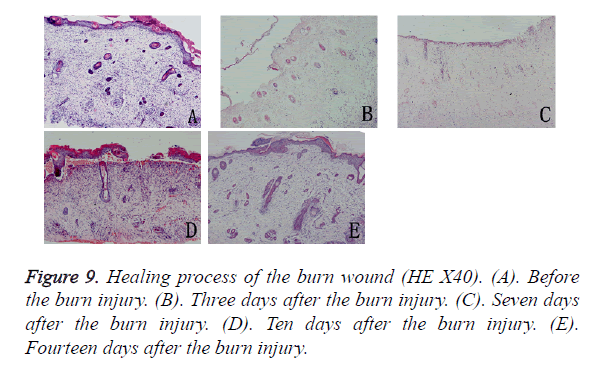 A
B
C
D
E
Figure 9. Healing process of the burn wound (HE X40). (A). Before
the burn injury. (B). Three days after the burn injury. (C). Seven days
after the burn injury. (D). Ten days after the burn injury. (E).
Fourteen days after the burn injury.